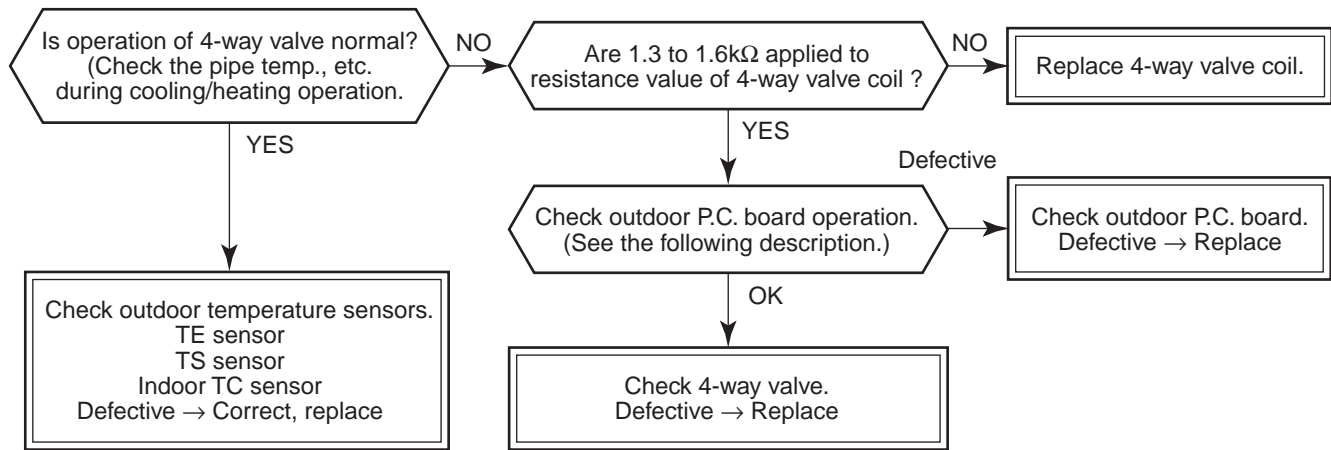 Is operation of 4-way valve normal?
(Check the pipe temp., etc.
during cooling/heating operation.
NO
Are 1.3 to 1.6kΩ applied to
resistance value of 4-way valve coil ?
NO
Replace 4-way valve coil.
YES
YES
Defective
Check outdoor P.C. board operation.
(See the following description.)
Check outdoor P.C. board.
Defective → Replace
OK
Check outdoor temperature sensors.
TE sensor
TS sensor
Indoor TC sensor
Defective → Correct, replace
Check 4-way valve.
Defective → Replace